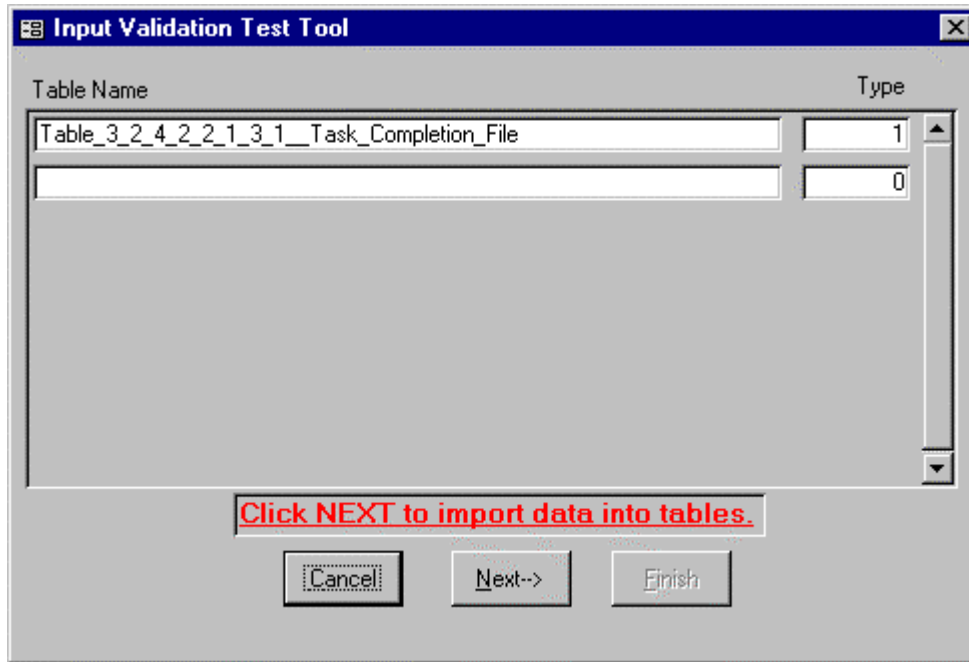 Input Validation Test Tool
Table Name Type
Table_3_2_4_2_2_1_3_1__Task_Completion_File 1
0
Click NEXT to import data into tables.
Cancel Next--> Finish